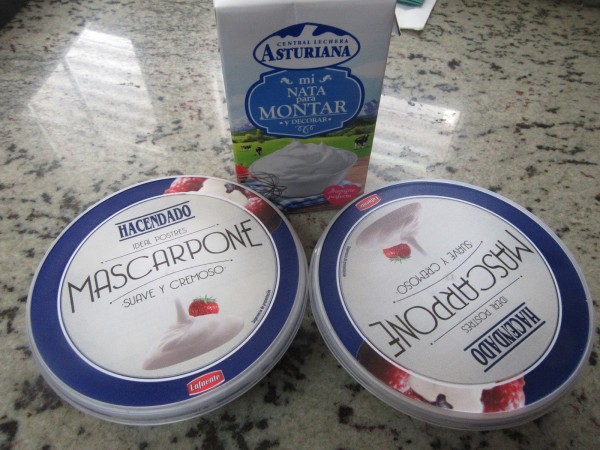 CENTRAL LECHERA
ASTURIANA
mi
NATA
para
MONTAR
Y DECORAR
HACENDADO
IDEAL POSTRES
MASCARPONE
SUAVE Y CREMOSO
Lafuente
HACENDADO
IDEAL POSTRES
MASCARPONE
SUAVE Y CREMOSO
Lafuente